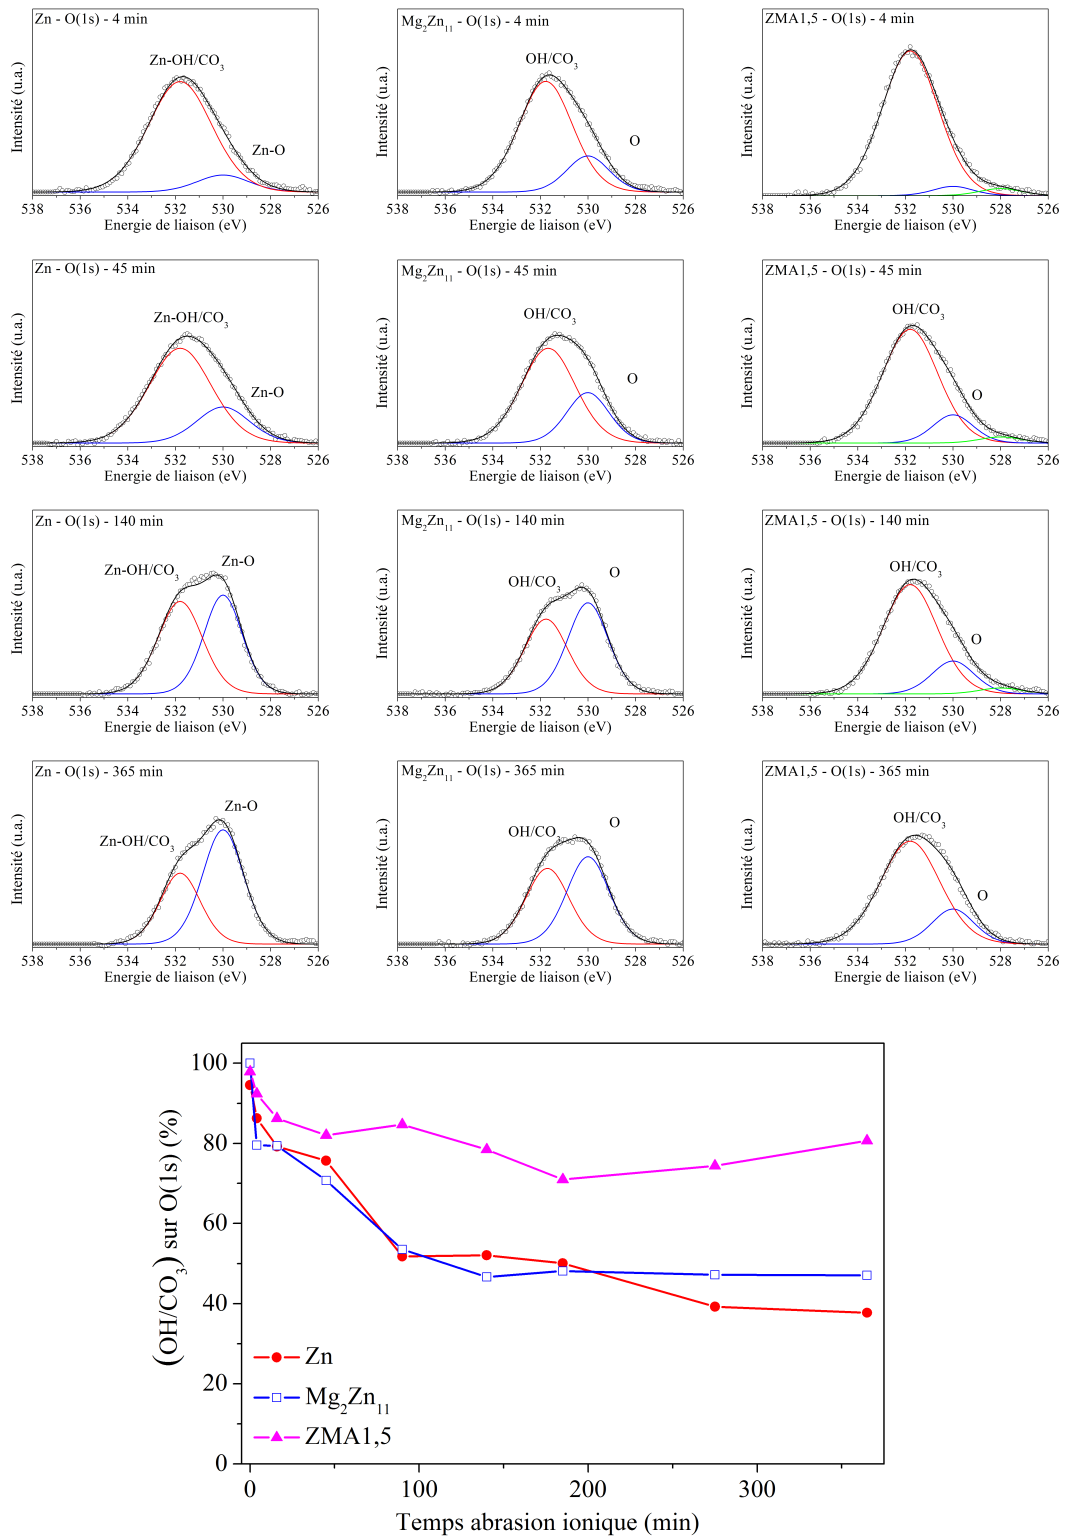 Zn - O(1s) - 4 min
Zn-OH/CO3
Zn-O
Intensité (u.a.)
538 536 534 532 530 528 526
Energie de liaison (eV)
Mg2Zn11 - O(1s) - 4 min
OH/CO3
O
Intensité (u.a.)
538 536 534 532 530 528 526
Energie de liaison (eV)
ZMA1,5 - O(1s) - 4 min
Intensité (u.a.)
538 536 534 532 530 528 526
Energie de liaison (eV)
Zn - O(1s) - 45 min
Zn-OH/CO3
Zn-O
Intensité (u.a.)
538 536 534 532 530 528 526
Energie de liaison (eV)
Mg2Zn11 - O(1s) - 45 min
OH/CO3
O
Intensité (u.a.)
538 536 534 532 530 528 526
Energie de liaison (eV)
ZMA1,5 - O(1s) - 45 min
OH/CO3
O
Intensité (u.a.)
538 536 534 532 530 528 526
Energie de liaison (eV)
Zn - O(1s) - 140 min
Zn-O
Zn-OH/CO3
Intensité (u.a.)
538 536 534 532 530 528 526
Energie de liaison (eV)
Mg2Zn11 - O(1s) - 140 min
O
OH/CO3
Intensité (u.a.)
538 536 534 532 530 528 526
Energie de liaison (eV)
ZMA1,5 - O(1s) - 140 min
OH/CO3
O
Intensité (u.a.)
538 536 534 532 530 528 526
Energie de liaison (eV)
Zn - O(1s) - 365 min
Zn-O
Zn-OH/CO3
Intensité (u.a.)
538 536 534 532 530 528 526
Energie de liaison (eV)
Mg2Zn11 - O(1s) - 365 min
O
OH/CO3
Intensité (u.a.)
538 536 534 532 530 528 526
Energie de liaison (eV)
ZMA1,5 - O(1s) - 365 min
OH/CO3
O
Intensité (u.a.)
538 536 534 532 530 528 526
Energie de liaison (eV)
(OH/CO3) sur O(1s) (%)
100
80
60
40
20
0
Zn
Mg2Zn11
ZMA1,5
0 100 200 300
Temps abrasion ionique (min)